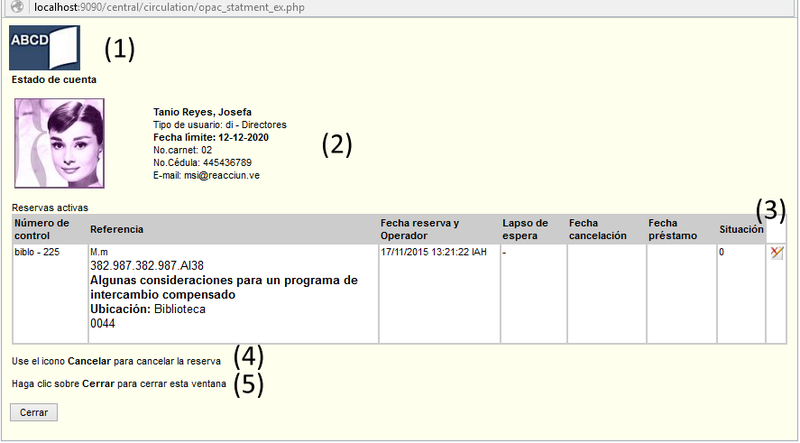 localhost:9090/central/circulation/opac_statment_ex.php
ABCD
(1)
Estado de cuenta
Tanio Reyes, Josefa
Tipo de usuario: di - Directores
Fecha límite: 12-12-2020
No.carnet: 02
No.Cédula: 445436789
E-mail: msi@reacciun.ve
(2)
Reservas activas
(3)
Número de control
Referencia
Fecha reserva y Operador
Lapso de espera
Fecha cancelación
Fecha préstamo
Situación
biblo - 225
M.m
382.987.382.987.AI38
Algunas consideraciones para un programa de
intercambio compensado
Ubicación: Biblioteca
0044
17/11/2015 13:21:22 IAH
-
0
Use el icono Cancelar para cancelar la reserva
(4)
Haga clic sobre Cerrar para cerrar esta ventana
(5)
Cerrar